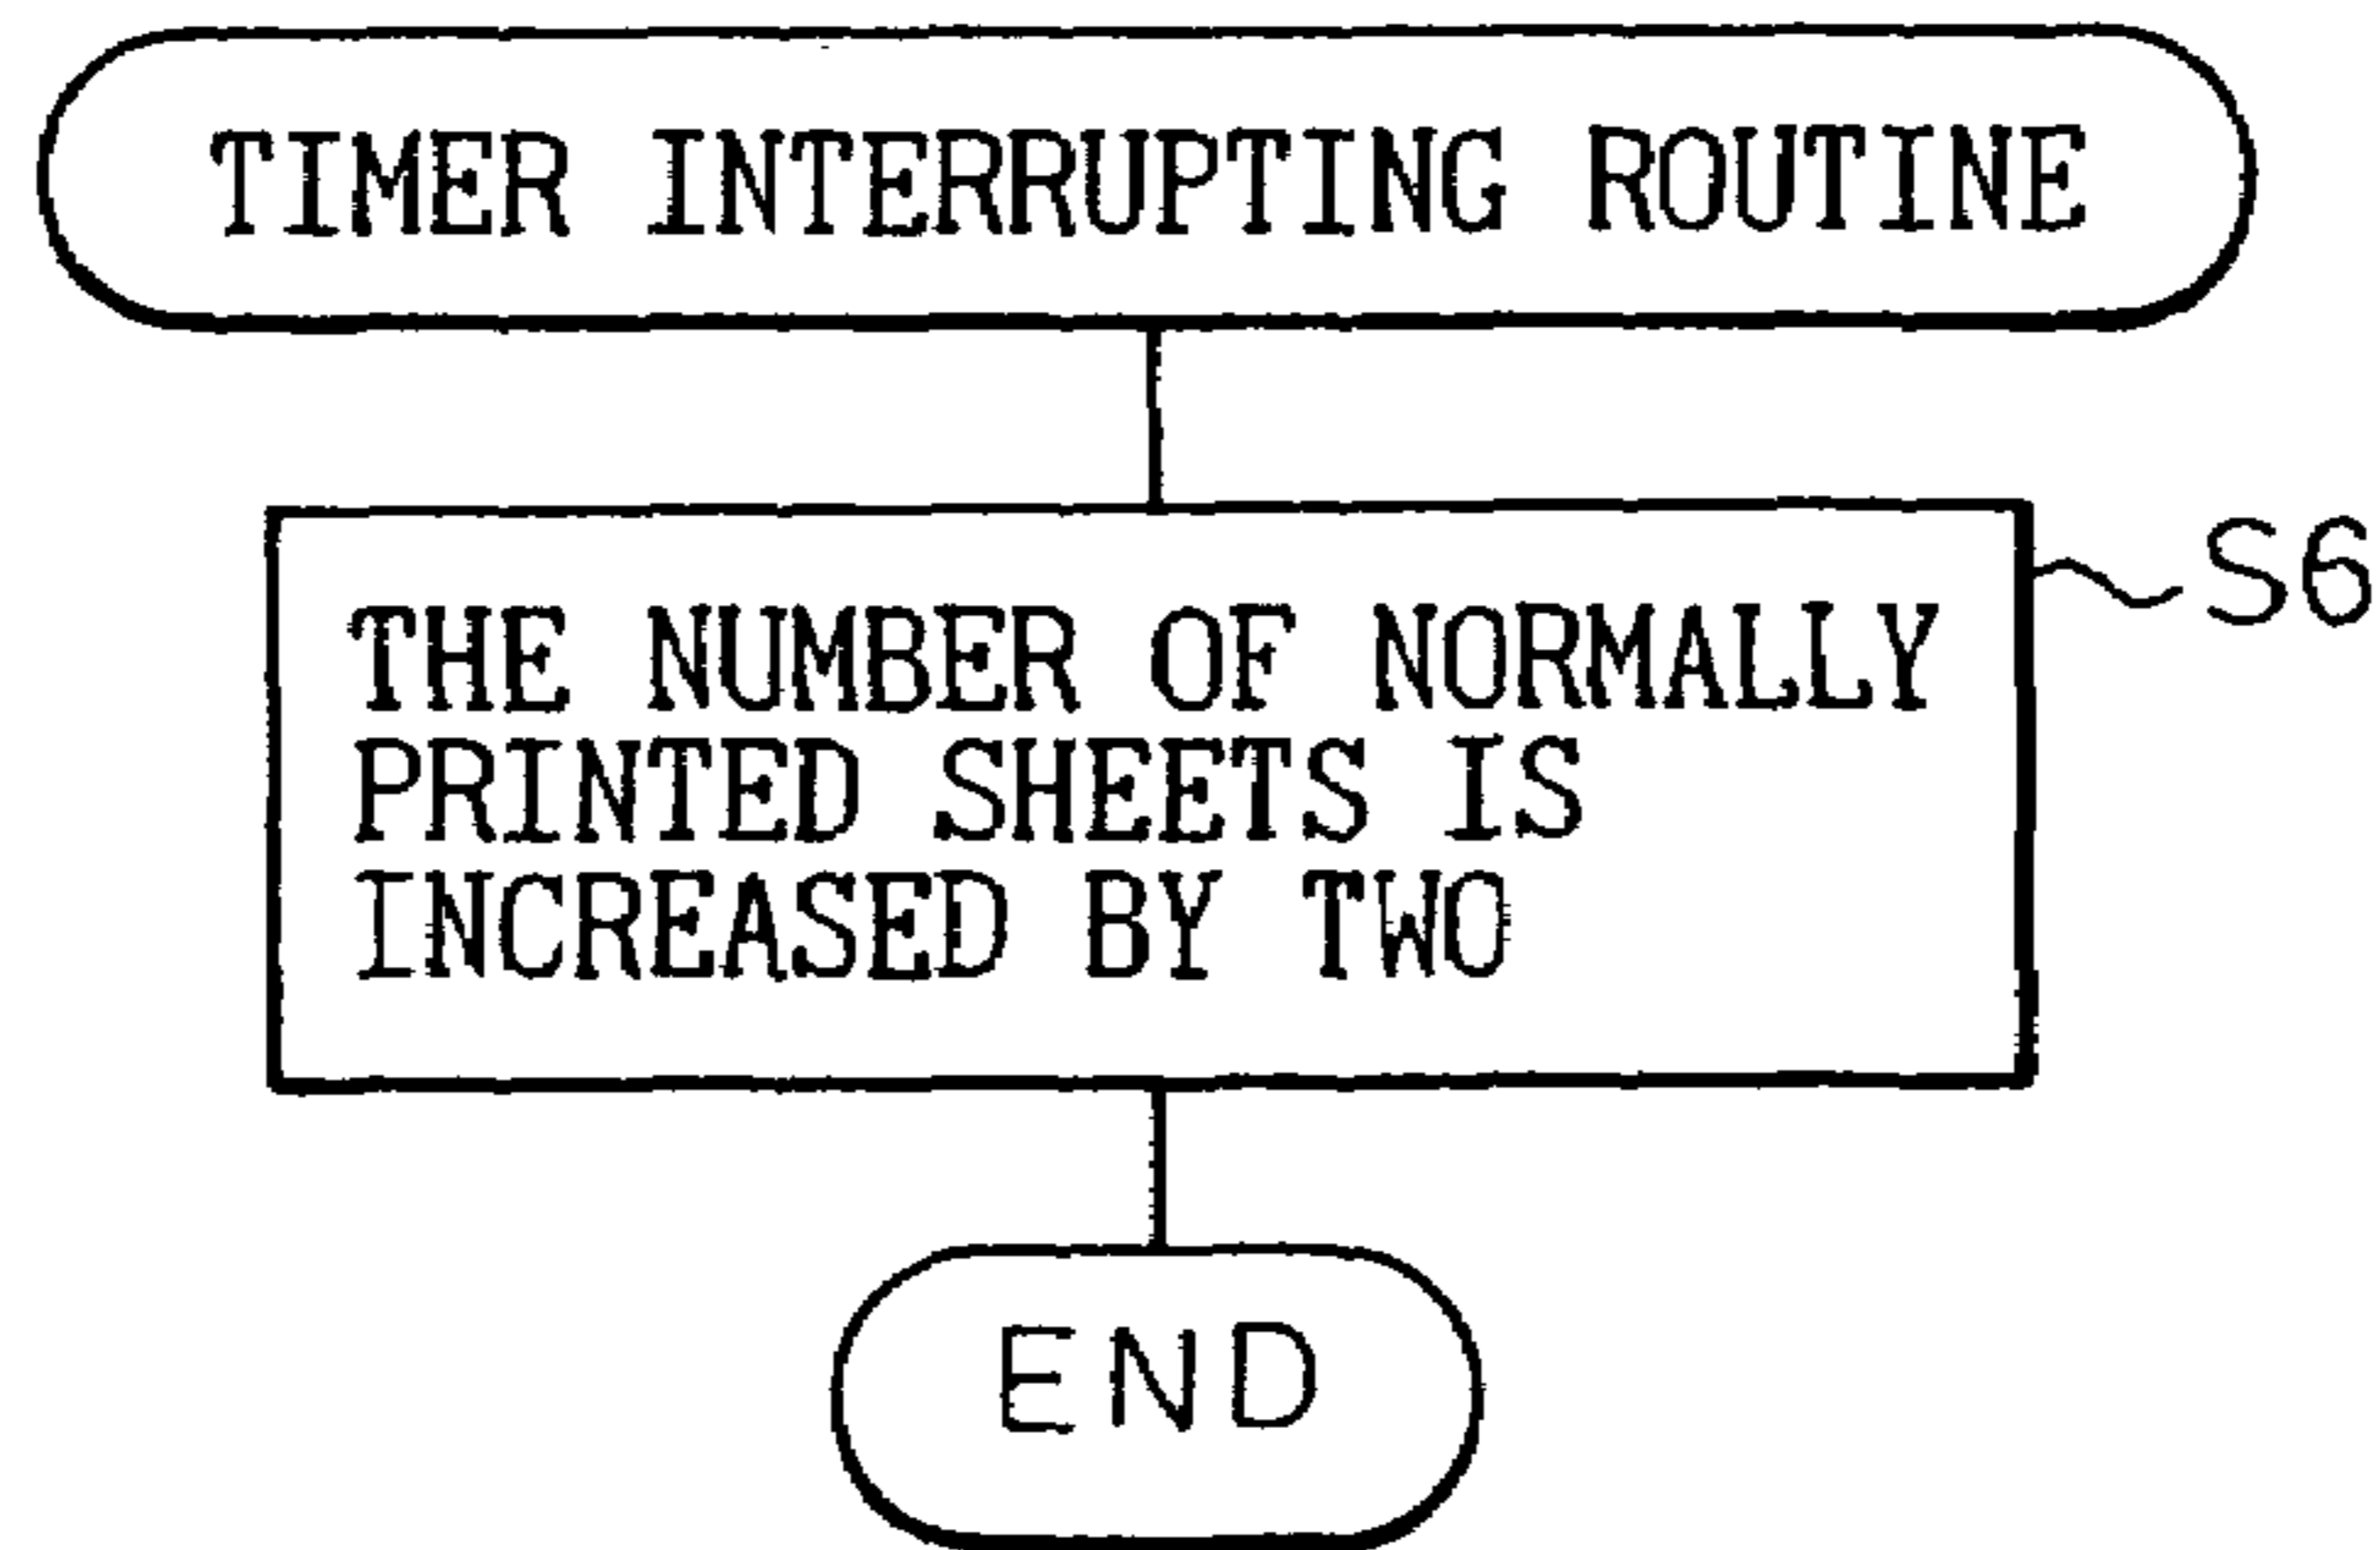 TIMER INTERRUPTING ROUTINE
S6
THE NUMBER OF NORMALLY
PRINTED SHEETS IS
INCREASED BY TWO
END